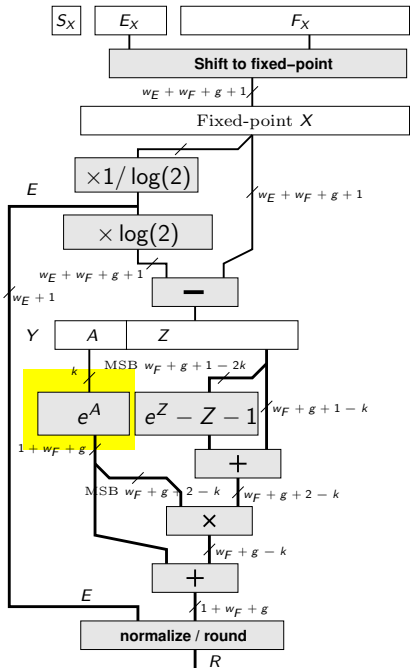 S_X E_X F_X
Shift to fixed–point
w_E + w_F + g + 1
Fixed-point X
E
×1/ log(2)
w_E + w_F + g + 1
× log(2)
w_E + w_F + g + 1
w_E + 1
−
Y A Z
k
MSB w_F + g + 1 − 2k
e^A
e^Z − Z − 1
w_F + g + 1 − k
1 + w_F + g
+
MSB w_F + g + 2 − k
w_F + g + 2 − k
×
w_F + g − k
+
E
1 + w_F + g
normalize / round
R